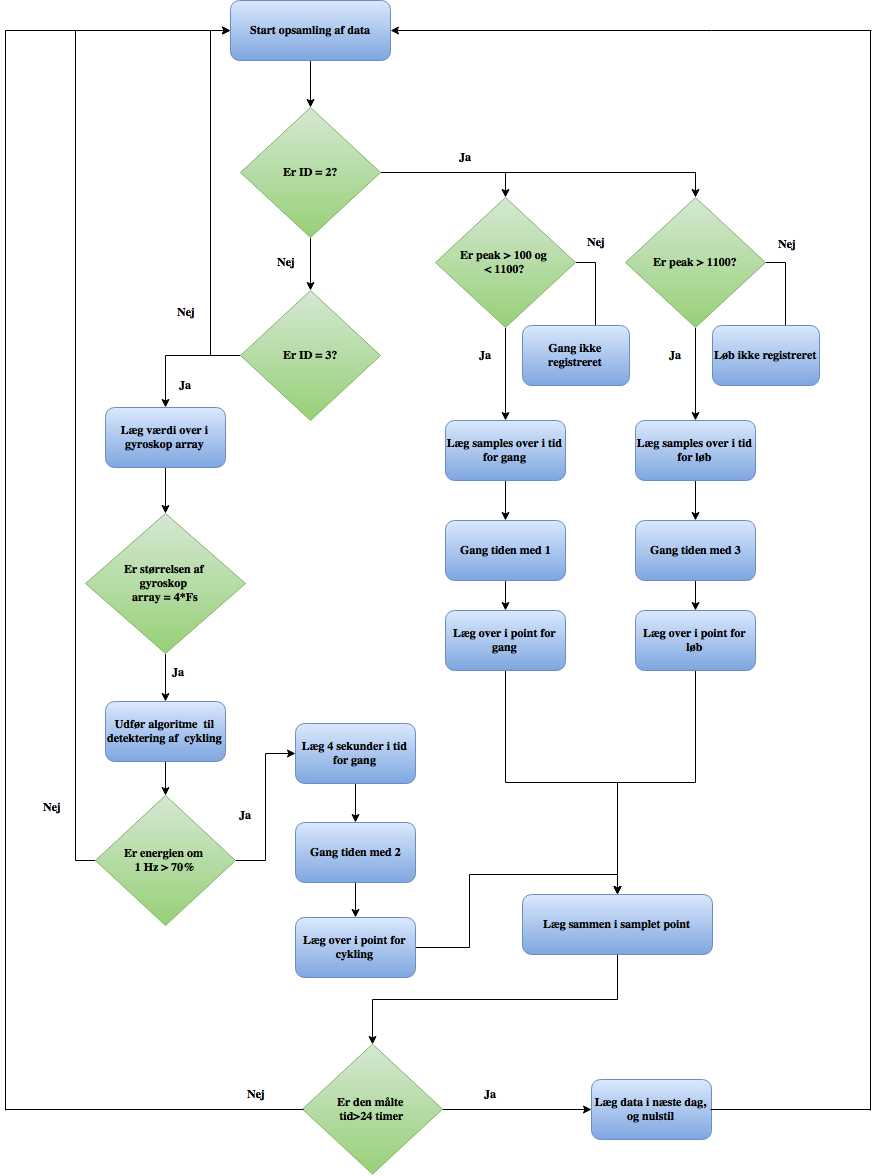 Start opsamling af data
Er ID = 2?
Ja
Nej
Er peak > 100 og
< 1100?
Nej
Er peak > 1100?
Nej
Nej
Er ID = 3?
Ja
Gang ikke
registreret
Ja
Løb ikke registreret
Ja
Læg værdi over i
gyroskop array
Læg samples over i tid
for gang
Læg samples over i tid
for løb
Gang tiden med 1
Gang tiden med 3
Er størrelsen af
gyroskop
array = 4*Fs
Læg over i point for
gang
Læg over i point for
løb
Ja
Udfør algoritme til
detektering af cykling
Læg 4 sekunder i tid
for gang
Nej
Ja
Er energien om
1 Hz > 70%
Gang tiden med 2
Læg over i point for
cykling
Læg sammen i samplet point
Nej
Er den målte
tid>24 timer
Ja
Læg data i næste dag,
og nulstil